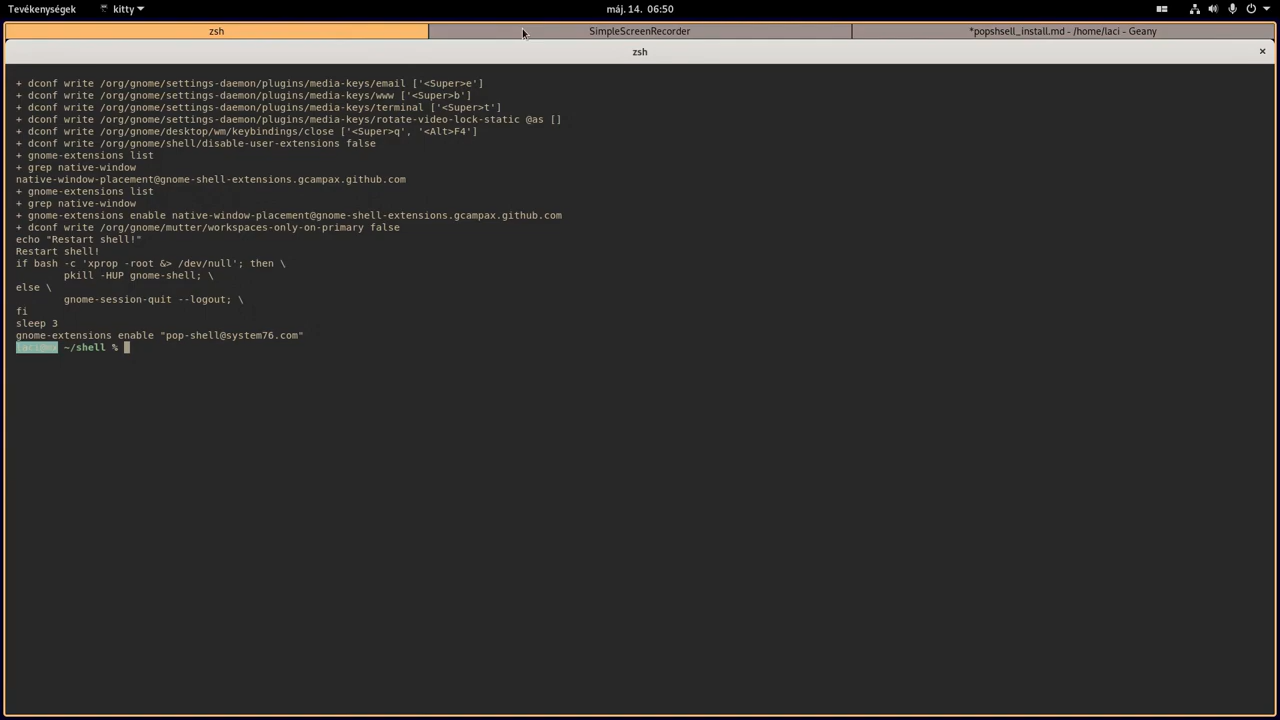 Tevékenységek kitty máj. 14. 06:50
zsh SimpleScreenRecorder *popshsell_install.md - /home/laci - Geany
zsh ×
+ dconf write /org/gnome/settings-daemon/plugins/media-keys/email ['<Super>e']
+ dconf write /org/gnome/settings-daemon/plugins/media-keys/www ['<Super>b']
+ dconf write /org/gnome/settings-daemon/plugins/media-keys/terminal ['<Super>t']
+ dconf write /org/gnome/settings-daemon/plugins/media-keys/rotate-video-lock-static @as []
+ dconf write /org/gnome/desktop/wm/keybindings/close ['<Super>q', '<Alt>F4']
+ dconf write /org/gnome/shell/disable-user-extensions false
+ gnome-extensions list
+ grep native-window
native-window-placement@gnome-shell-extensions.gcampax.github.com
+ gnome-extensions list
+ grep native-window
+ gnome-extensions enable native-window-placement@gnome-shell-extensions.gcampax.github.com
+ dconf write /org/gnome/mutter/workspaces-only-on-primary false
echo "Restart shell!"
Restart shell!
if bash -c 'xprop -root &> /dev/null'; then \
pkill -HUP gnome-shell; \
else \
gnome-session-quit --logout; \
fi
sleep 3
gnome-extensions enable "pop-shell@system76.com"
~/shell %